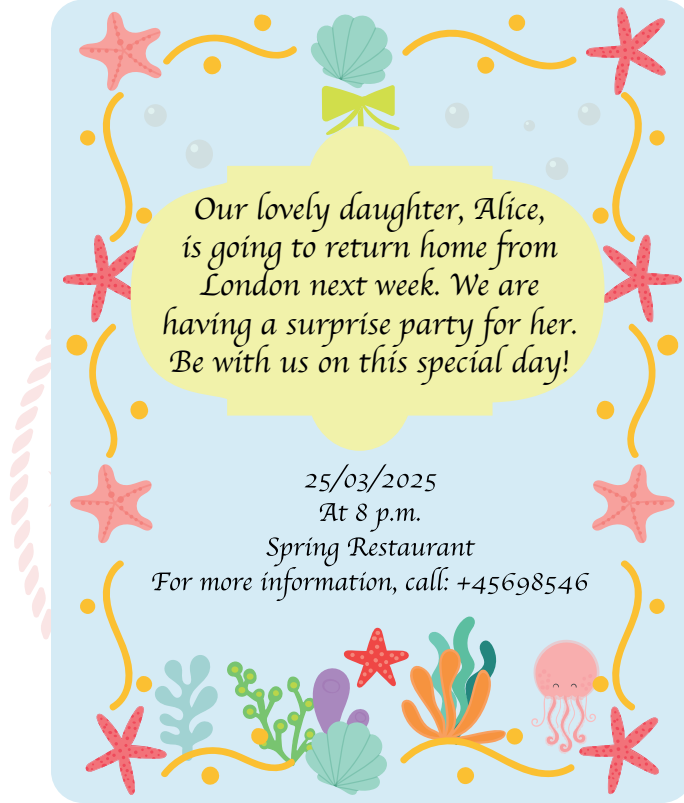 Our lovely daughter, Alice,
is going to return home from
London next week. We are
having a surprise party for her.
Be with us on this special day!
25/03/2025
At 8 p.m.
Spring Restaurant
For more information, call: +45698546